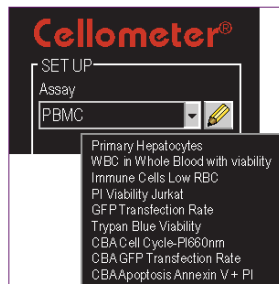 Cellometer®
SET UP
Assay
PBMC
Primary Hepatocytes
WBC in Whole Blood with viability
Immune Cells Low RBC
PI Viability Jurkat
GFP Transfection Rate
Trypan Blue Viability
CBA Cell Cycle-PI660nm
CBA GFP Transfection Rate
CBA Apoptosis Annexin V + PI